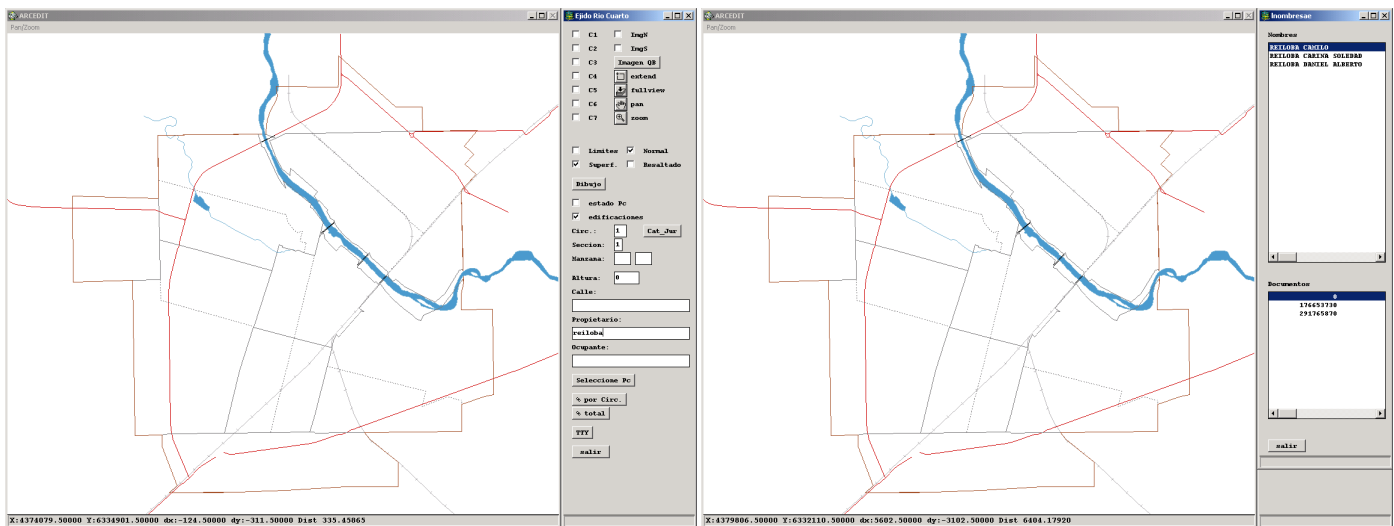 ARCEDIT
Pan/Zoom
X:4374079.50000 Y:6334901.50000 dx:-124.50000 dy:-311.50000 Dist 335.45865
Ejido Rio Cuarto
C1 ImgN
C2 ImgS
C3 Imagen QB
C4 extend
C5 fullview
C6 pan
C7 zoom
Limites Normal
Superf. Resaltado
Dibujo
estado Pc
edificaciones
Circ.: 1 Cat_Jur
Seccion: 1
Manzana:
Altura: 0
Calle:
Propietario:
reiloba
Ocupante:
Seleccione Pc
% por Circ.
% total
TTY
salir
ARCEDIT
Pan/Zoom
X:4379806.50000 Y:6332110.50000 dx:5602.50000 dy:-3102.50000 Dist 6404.17920
Inombresae
Nombres
REILOBA CAMILO
REILOBA CARINA SOLEDAD
REILOBA DANIEL ALBERTO
Documentos
0
176653730
291765870
salir